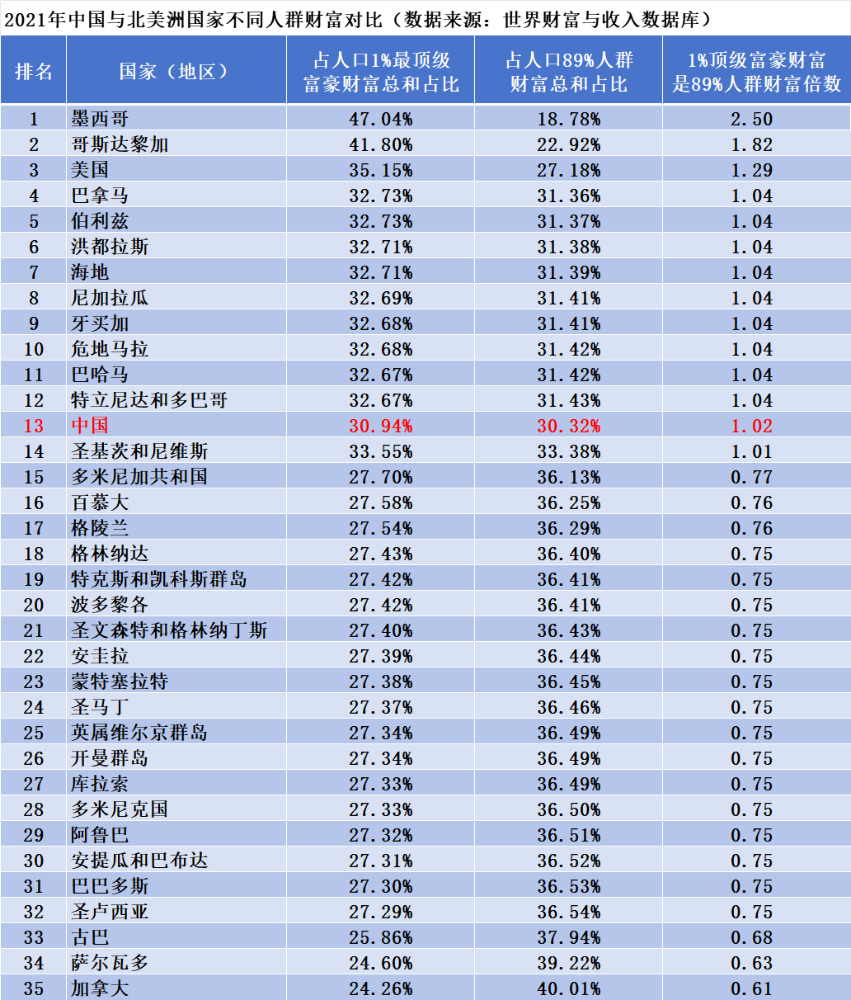 2021年中国与北美洲国家不同人群财富对比（数据来源：世界财富与收入数据库）
排名 国家（地区） 占人口1%最顶级 占人口89%人群 1%顶级富豪财富
富豪财富总和占比 财富总和占比 是89%人群财富倍数
1 墨西哥 47.04% 18.78% 2.50
2 哥斯达黎加 41.80% 22.92% 1.82
3 美国 35.15% 27.18% 1.29
4 巴拿马 32.73% 31.36% 1.04
5 伯利兹 32.73% 31.37% 1.04
6 洪都拉斯 32.71% 31.38% 1.04
7 海地 32.71% 31.39% 1.04
8 尼加拉瓜 32.69% 31.41% 1.04
9 牙买加 32.68% 31.41% 1.04
10 危地马拉 32.68% 31.42% 1.04
11 巴哈马 32.67% 31.42% 1.04
12 特立尼达和多巴哥 32.67% 31.43% 1.04
13 中国 30.94% 30.32% 1.02
14 圣基茨和尼维斯 33.55% 33.38% 1.01
15 多米尼加共和国 27.70% 36.13% 0.77
16 百慕大 27.58% 36.25% 0.76
17 格陵兰 27.54% 36.29% 0.76
18 格林纳达 27.43% 36.40% 0.75
19 特克斯和凯科斯群岛 27.42% 36.41% 0.75
20 波多黎各 27.42% 36.41% 0.75
21 圣文森特和格林纳丁斯 27.40% 36.43% 0.75
22 安圭拉 27.39% 36.44% 0.75
23 蒙特塞拉特 27.38% 36.45% 0.75
24 圣马丁 27.37% 36.46% 0.75
25 英属维尔京群岛 27.34% 36.49% 0.75
26 开曼群岛 27.34% 36.49% 0.75
27 库拉索 27.33% 36.49% 0.75
28 多米尼克国 27.33% 36.50% 0.75
29 阿鲁巴 27.32% 36.51% 0.75
30 安提瓜和巴布达 27.31% 36.52% 0.75
31 巴巴多斯 27.30% 36.53% 0.75
32 圣卢西亚 27.29% 36.54% 0.75
33 古巴 25.86% 37.94% 0.68
34 萨尔瓦多 24.60% 39.22% 0.63
35 加拿大 24.26% 40.01% 0.61